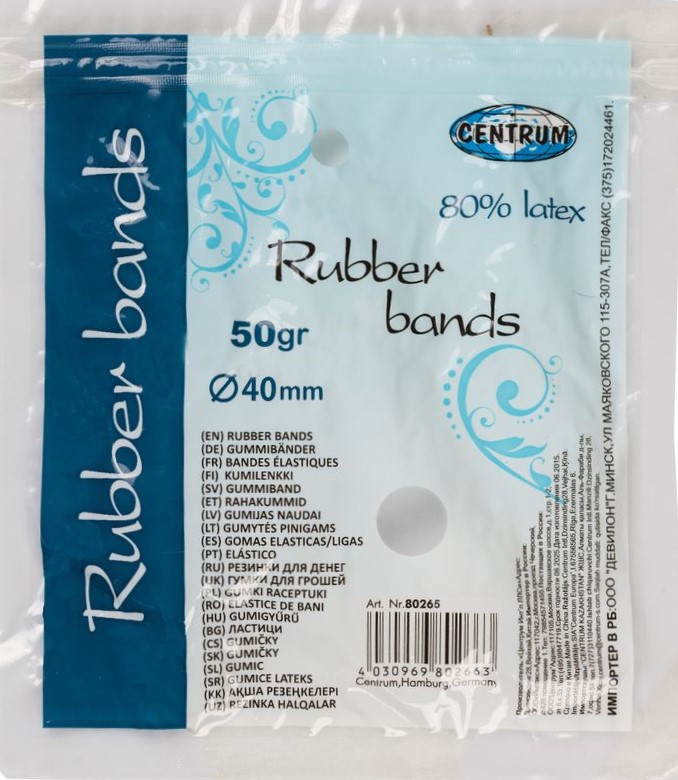 Rubber bands
CENTRUM
80% latex
Rubber
bands
50gr
Ø40mm
(EN) RUBBER BANDS
(DE) GUMMIBÄNDER
(FR) BANDES ÉLASTIQUES
(FI) KUMILENKKI
(SV) GUMMIBAND
(ET) RAHAKUMMID
(LV) GUMIJAS NAUDAI
(LT) GUMYTĖS PINIGAMS
(ES) GOMAS ELASTICAS/LIGAS
(PT) ELÁSTICO
(RU) РЕЗИНКИ ДЛЯ ДЕНЕГ
(UK) ГУМКИ ДЛЯ ГРОШЕЙ
(PL) GUMKI RACEPTUKI
(RO) ELASTICE DE BANI
(HU) GUMIGYŰRŰ
(BG) ЛАСТИЦИ
(CS) GUMIČKY
(SK) GUMIČKY
(SL) GUMIC
(SR) GUMICE LATEKS
(KK) АҚША РЕЗЕҢКЕЛЕРІ
(UZ) REZINKA HALQALAR
Art. Nr.80265
4 030969 802663
Centrum,Hamburg,Germany
ИМПОРТЕР В РБ:ООО "ДЕВИЛОН"Г.МИНСК,УЛ МАЯКОВСКОГО 115-307А,ТЕЛ/ФАКС (375)172024461.